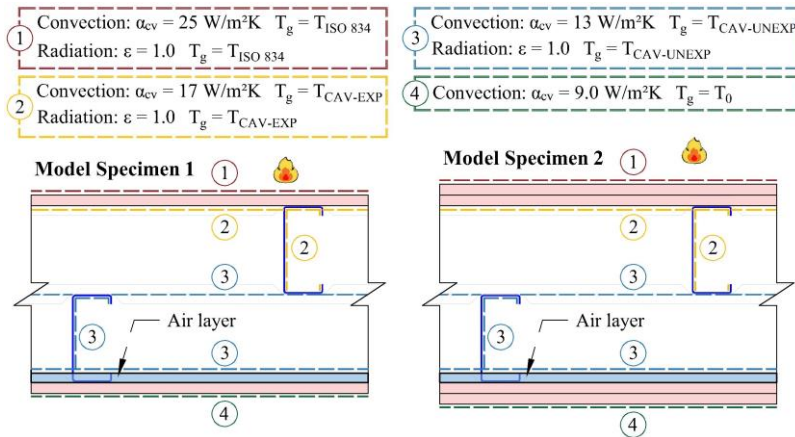 Convection: αcv = 25 W/m²K Tg = TISO 834
1
Radiation: ε = 1.0 Tg = TISO 834
Convection: αcv = 17 W/m²K Tg = TCAV-EXP
2
Radiation: ε = 1.0 Tg = TCAV-EXP
Convection: αcv = 13 W/m²K Tg = TCAV-UNEXP
3
Radiation: ε = 1.0 Tg = TCAV-UNEXP
4 Convection: αcv = 9.0 W/m²K Tg = T0
Model Specimen 1
1
2
2
3
3
Air layer
3
4
Model Specimen 2
1
2
2
3
3
Air layer
3
4